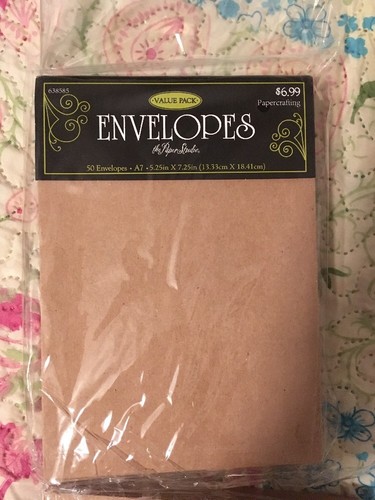 638585
VALUE PACK
$6.99
Papercrafting
ENVELOPES
the Paper Studio
50 Envelopes • A7 • 5.25in X 7.25in (13.33cm X 18.41cm)